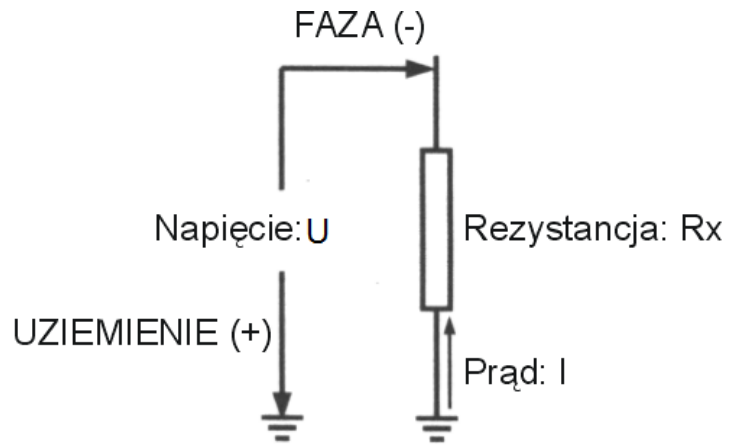 FAZA (-)
Napięcie: U
Rezystancja: Rx
UZIEMIENIE (+)
Prąd: I